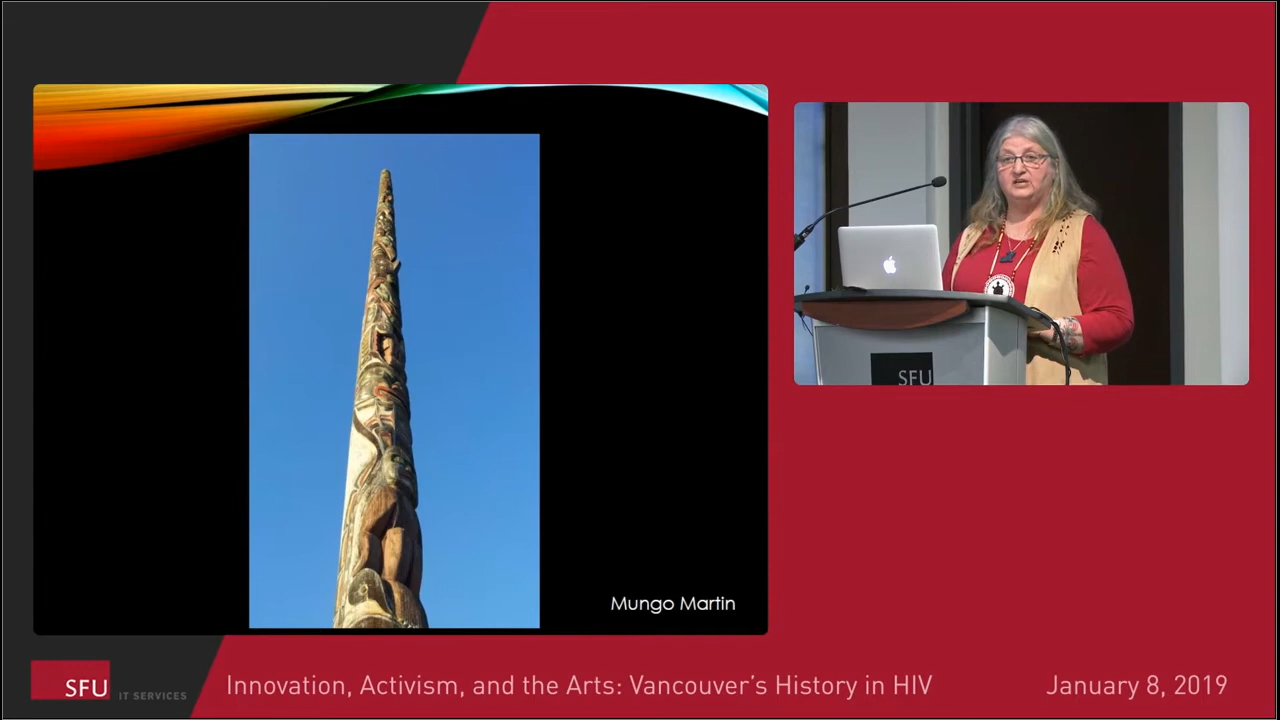 Mungo Martin
SFU
SFU IT SERVICES
Innovation, Activism, and the Arts: Vancouver's History in HIV
January 8, 2019